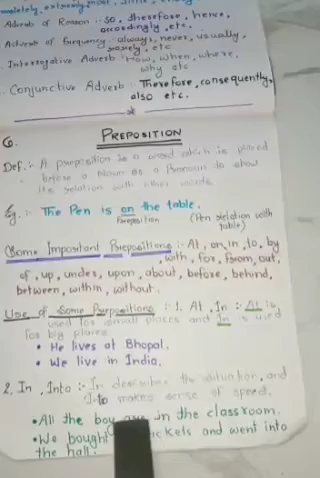 completely, extremely
Adverb of Reason :- so, therefore, hence,
accordingly, etc.
Adverb of frequency :- always, never, usually,
rarely, etc
Interrogative Adverb :- How, when, where,
why etc
Conjunctive Adverb :- Therefore, consequently,
also etc.
6. PREPOSITION
Def. :- A preposition is a word which is placed
before a Noun or a Pronoun to show
its relation with other words.
Eg. :- The Pen is on the table.
Preposition (Pen relation with
table)
Some Important Prepositions :- At, on, in, to, by
, with, for, from, out,
of, up, under, upon, about, before, behind,
between, within, without.
Use of Some Prepositions :- 1. At, In :- At is
used for small places and In is used
for big places
• He lives at Bhopal.
• We live in India.
2. In, Into :- In describes the situation, and
Into makes sense of speed.
• All the boy in the classroom.
• We bought and went into
the hall.